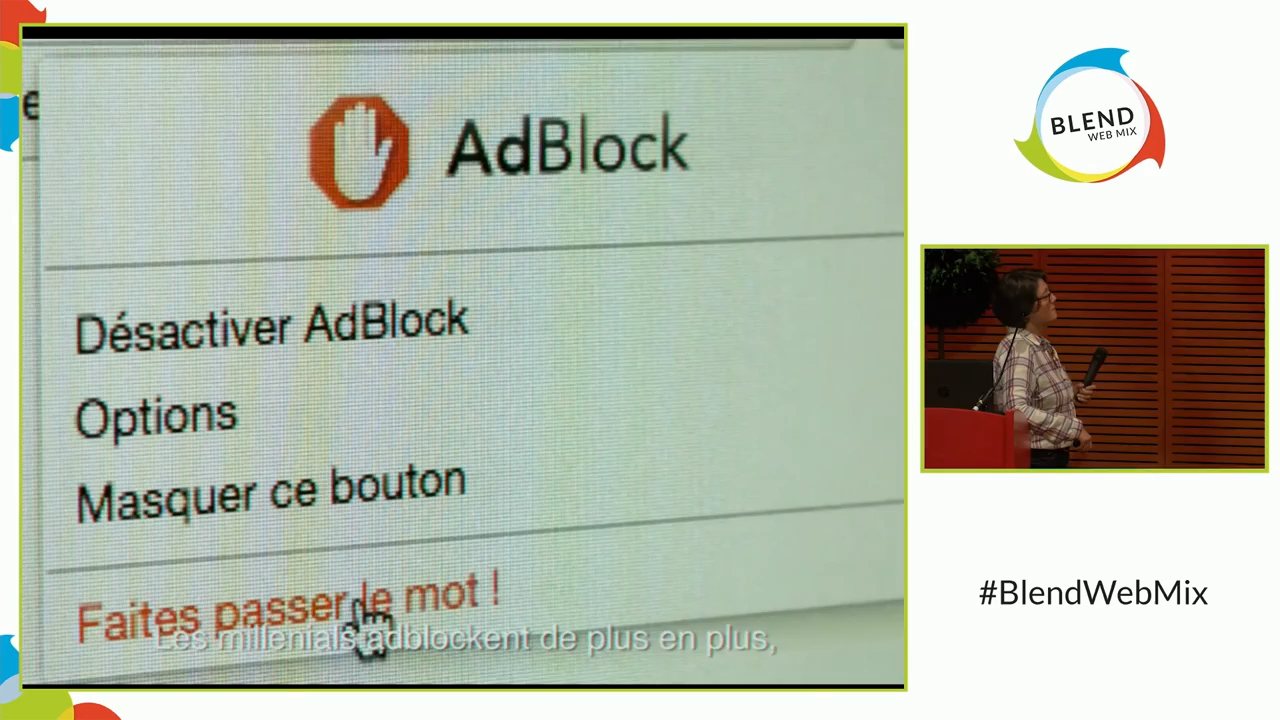 e
AdBlock
Désactiver AdBlock
Options
Masquer ce bouton
Faites passer le mot !
Les millenials adblockent de plus en plus,
BLEND
WEB MIX
#BlendWebMix